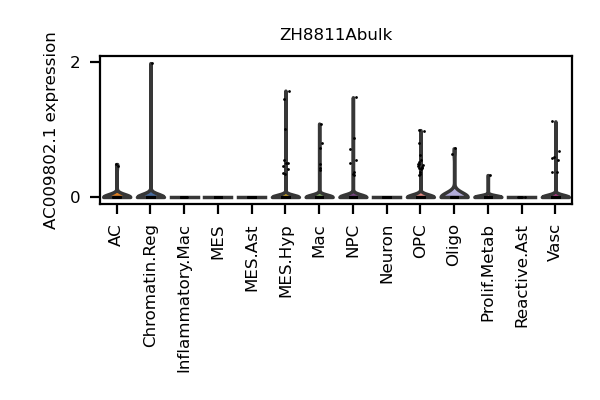 ZH8811Abulk
AC009802.1 expression
2
0
AC
Chromatin.Reg
Inflammatory.Mac
MES
MES.Ast
MES.Hyp
Mac
NPC
Neuron
OPC
Oligo
Prolif.Metab
Reactive.Ast
Vasc